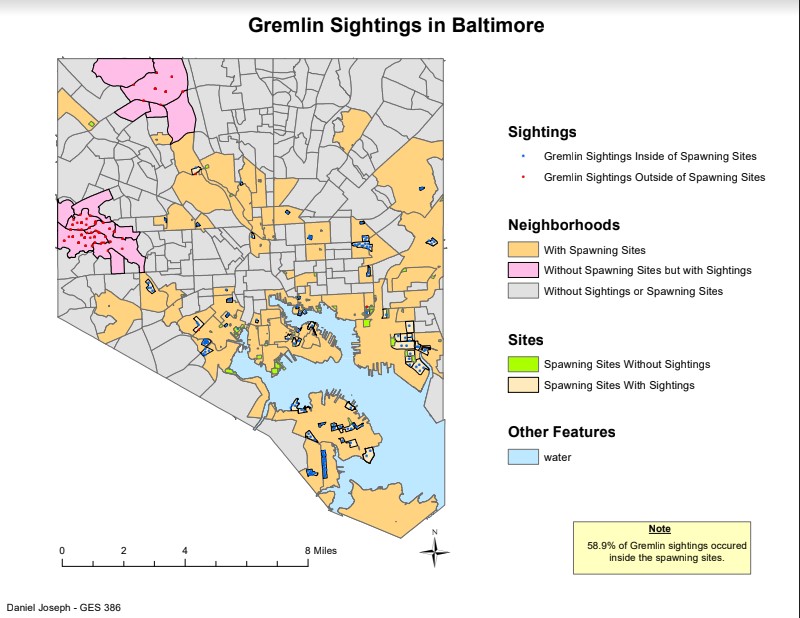 Gremlin Sightings in Baltimore
Sightings
Gremlin Sightings Inside of Spawning Sites
Gremlin Sightings Outside of Spawning Sites
Neighborhoods
With Spawning Sites
Without Spawning Sites but with Sightings
Without Sightings or Spawning Sites
Sites
Spawning Sites Without Sightings
Spawning Sites With Sightings
Other Features
water
Note
58.9% of Gremlin sightings occured
inside the spawning sites.
N
0 2 4 8 Miles
Daniel Joseph - GES 386